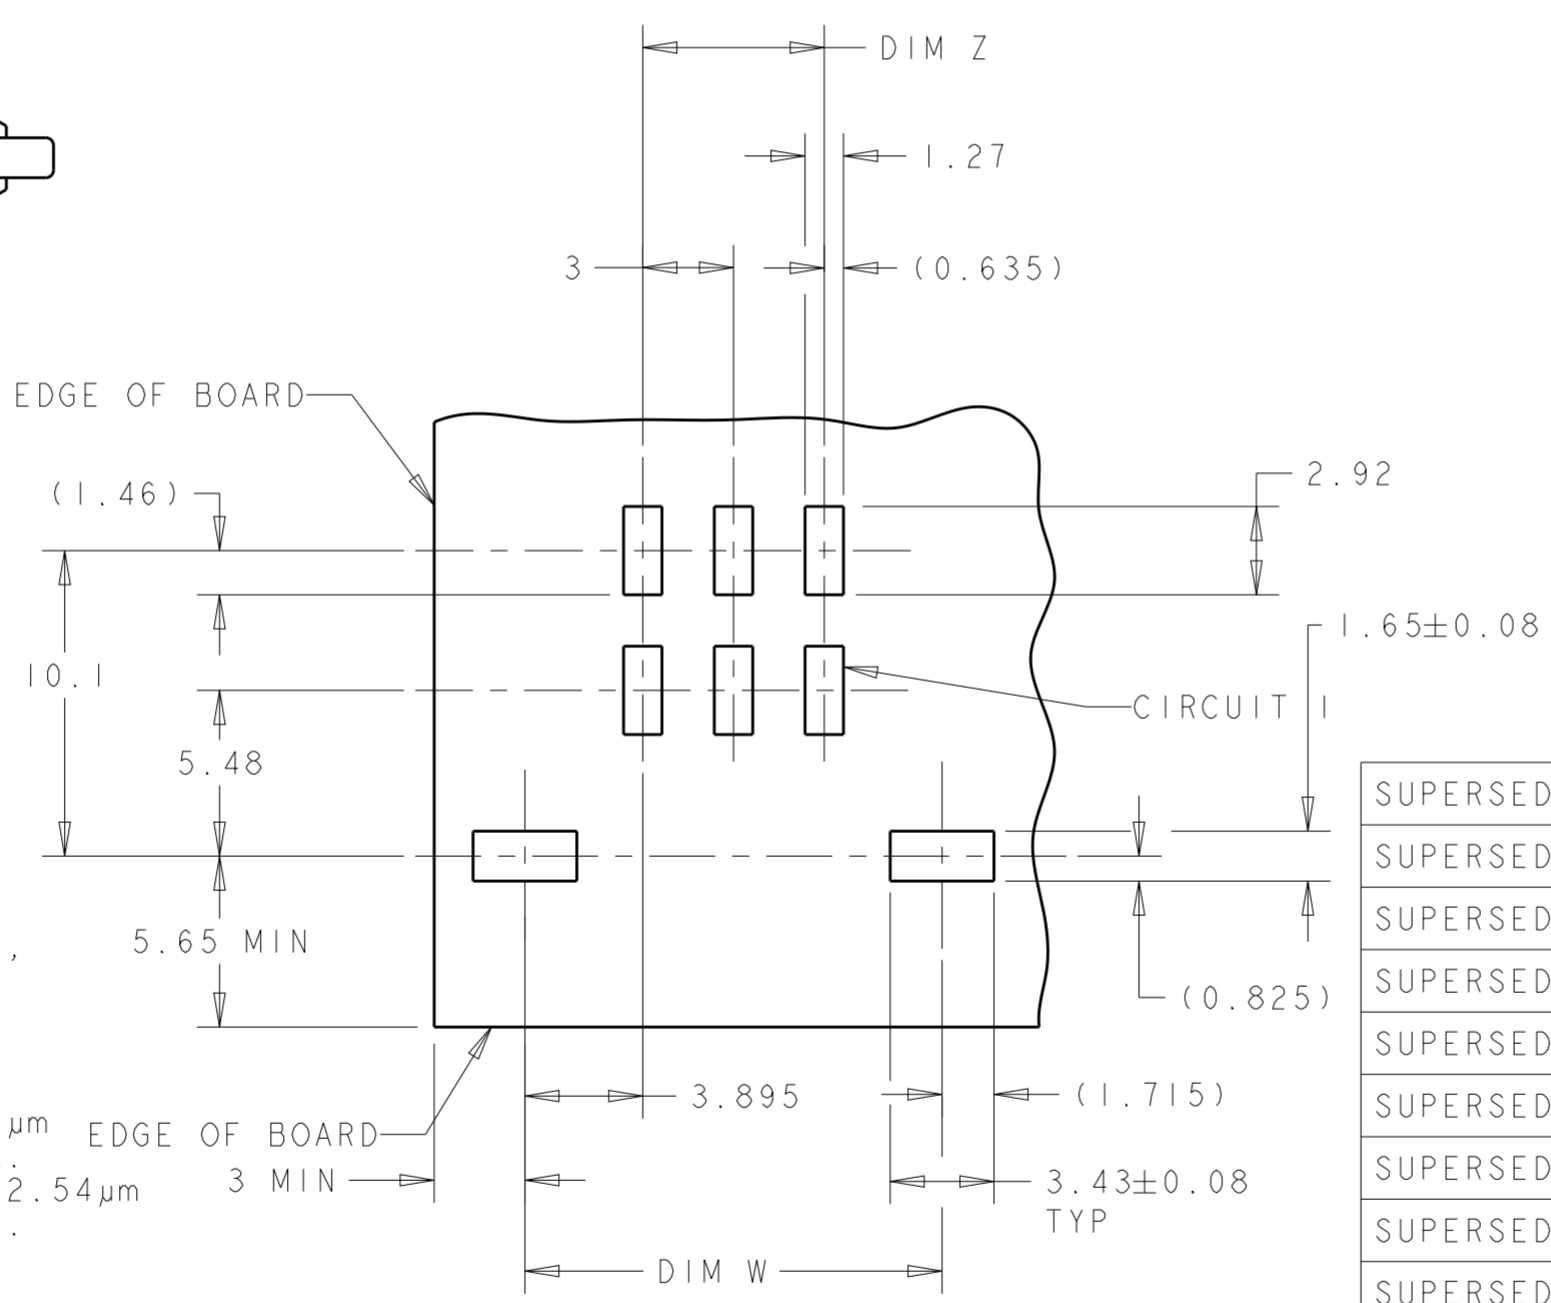 DIM Z
1.27
3
(0.635)
EDGE OF BOARD
2.92
(1.46)
1.65±0.08
10.1
CIRCUIT 1
5.48
SUPERSED
SUPERSED
SUPERSED
5.65 MIN
,
SUPERSED
(0.825)
SUPERSED
3.895
(1.715)
SUPERSED
μm
EDGE OF BOARD
.
SUPERSED
3 MIN
2.54μm
3.43±0.08
TYP
.
SUPERSED
DIM W
SUPERSED